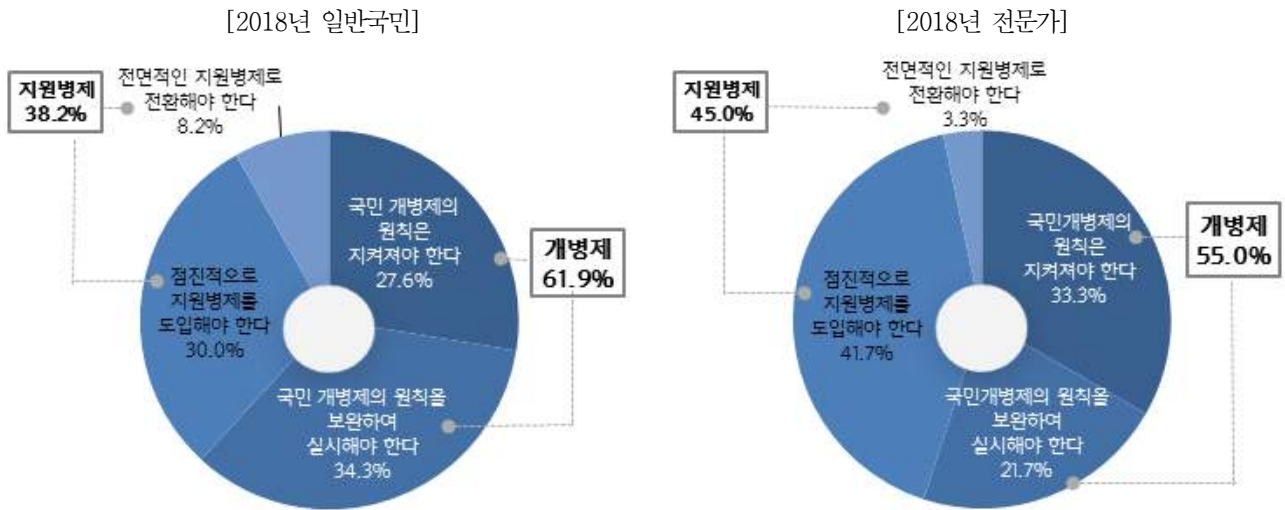 [2018년 일반국민]
지원병제
38.2%
전면적인 지원병제로
전환해야 한다
8.2%
국민 개병제의
원칙은
지켜져야 한다
27.6%
개병제
61.9%
점진적으로
지원병제를
도입해야 한다
30.0%
국민 개병제의 원칙을
보완하여
실시해야 한다
34.3%
[2018년 전문가]
지원병제
45.0%
전면적인 지원병제로
전환해야 한다
3.3%
국민개병제의
원칙은
지켜져야 한다
33.3%
개병제
55.0%
점진적으로
지원병제를
도입해야 한다
41.7%
국민개병제의 원칙을
보완하여
실시해야 한다
21.7%